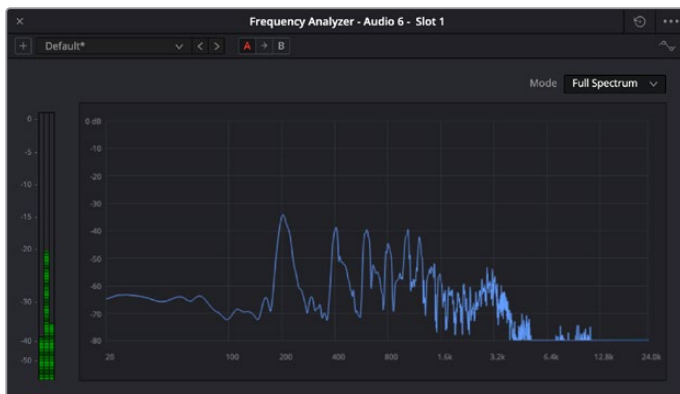 Frequency Analyzer - Audio 6 - Slot 1
Default*
A
B
Mode
Full Spectrum
0
-5
-10
-15
-20
-30
-40
-50
0 dB
-10
-20
-30
-40
-50
-60
-70
-80
20 100 200 400 800 1.6k 3.2k 6.4k 12.8k 24.0k